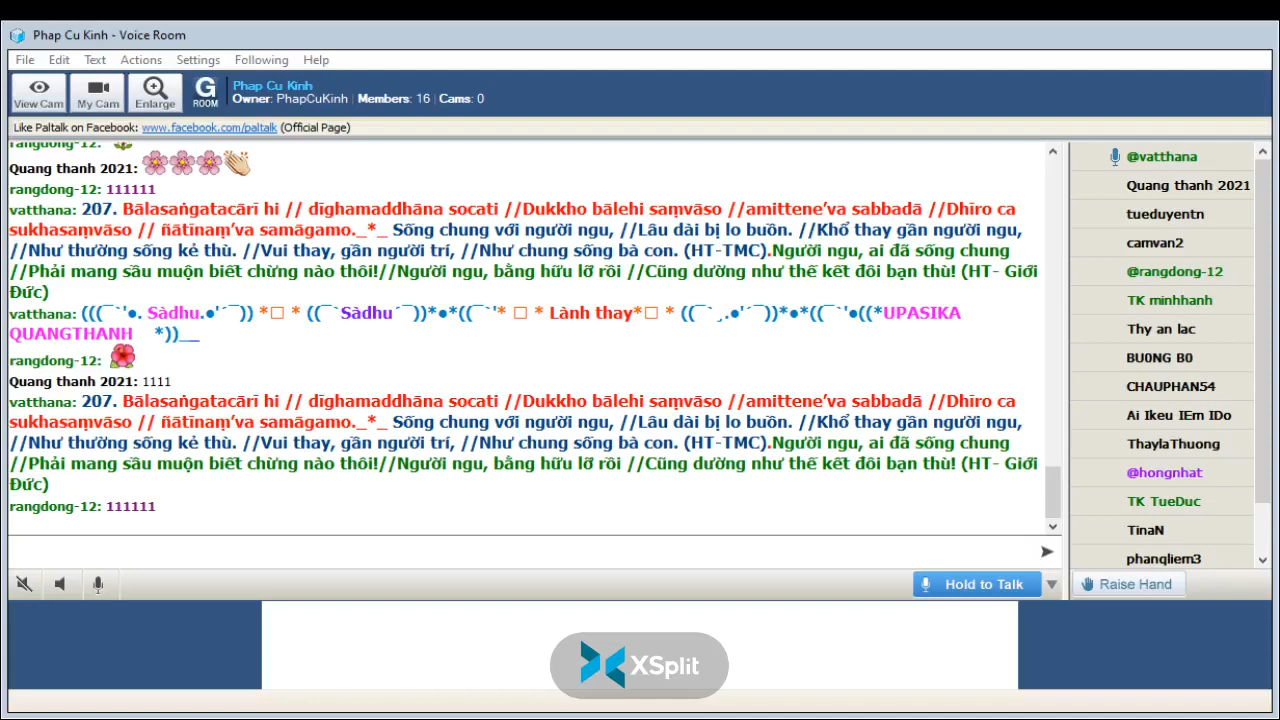 Phap Cu Kinh - Voice Room
File Edit Text Actions Settings Following Help
View Cam My Cam Enlarge G ROOM
Phap Cu Kinh
Owner: PhapCuKinh | Members: 16 | Cams: 0
Like Paltalk on Facebook: www.facebook.com/paltalk (Official Page)
rangdong-12:
Quang thanh 2021:
rangdong-12: 111111
vatthana: 207. Bālasaṅgatacārī hi // dīghamaddhāna socati //Dukkho bālehi saṃvāso //amittene’va sabbadā //Dhīro ca
sukhasaṃvāso // ñātīnaṃ’va samāgamo._*_ Sống chung với người ngu, //Lâu dài bị lo buồn. //Khổ thay gần người ngu,
//Như thường sống kẻ thù. //Vui thay, gần người trí, //Như chung sống bà con. (HT-TMC).Người ngu, ai đã sống chung
//Phải mang sầu muộn biết chừng nào thôi!//Người ngu, bằng hữu lỡ rồi //Cũng dường như thế kết đôi bạn thù! (HT- Giới
Đức)
vatthana: (((¯`'●. Sàdhu.●'´¯)) *□ * ((¯`Sàdhu´¯))*●*((¯`'* □ * Lành thay*□ * ((¯`¸.●'´¯))*●*((¯`'●((*UPASIKA
QUANGTHANH *))__
rangdong-12:
Quang thanh 2021: 1111
vatthana: 207. Bālasaṅgatacārī hi // dīghamaddhāna socati //Dukkho bālehi saṃvāso //amittene’va sabbadā //Dhīro ca
sukhasaṃvāso // ñātīnaṃ’va samāgamo._*_ Sống chung với người ngu, //Lâu dài bị lo buồn. //Khổ thay gần người ngu,
//Như thường sống kẻ thù. //Vui thay, gần người trí, //Như chung sống bà con. (HT-TMC).Người ngu, ai đã sống chung
//Phải mang sầu muộn biết chừng nào thôi!//Người ngu, bằng hữu lỡ rồi //Cũng dường như thế kết đôi bạn thù! (HT- Giới
Đức)
rangdong-12: 111111
@vatthana
Quang thanh 2021
tueduyentn
camvan2
@rangdong-12
TK minhhanh
Thy an lac
BU0NG B0
CHAUPHAN54
Ai Ikeu IEm IDo
ThaylaThuong
@hongnhat
TK TueDuc
TinaN
phanqliem3
Hold to Talk
Raise Hand
XSplit